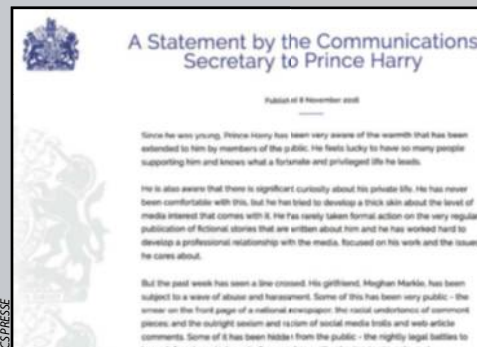 A Statement by the Communications
Secretary to Prince Harry
Published 8 November 2016
Since he was young, Prince Harry has been very aware of the warmth that has been
extended to him by members of the public. He feels lucky to have so many people
supporting him and knows what a fortunate and privileged life he leads.
He is also aware that there is significant curiosity about his private life. He has never
been comfortable with this, but he has tried to develop a thick skin about the level of
media interest that comes with it. He has rarely taken formal action on the very regular
publication of fictional stories that are written about him and he has worked hard to
develop a professional relationship with the media, focused on his work and the issues
he cares about.
But the past week has seen a line crossed. His girlfriend, Meghan Markle, has been
subject to a wave of abuse and harassment. Some of this has been very public - the
smear on the front page of a national newspaper; the racial undertones of comment
pieces; and the outright sexism and racism of social media trolls and web article
comments. Some of it has been hidden from the public - the nightly legal battles to
CS PRESSE